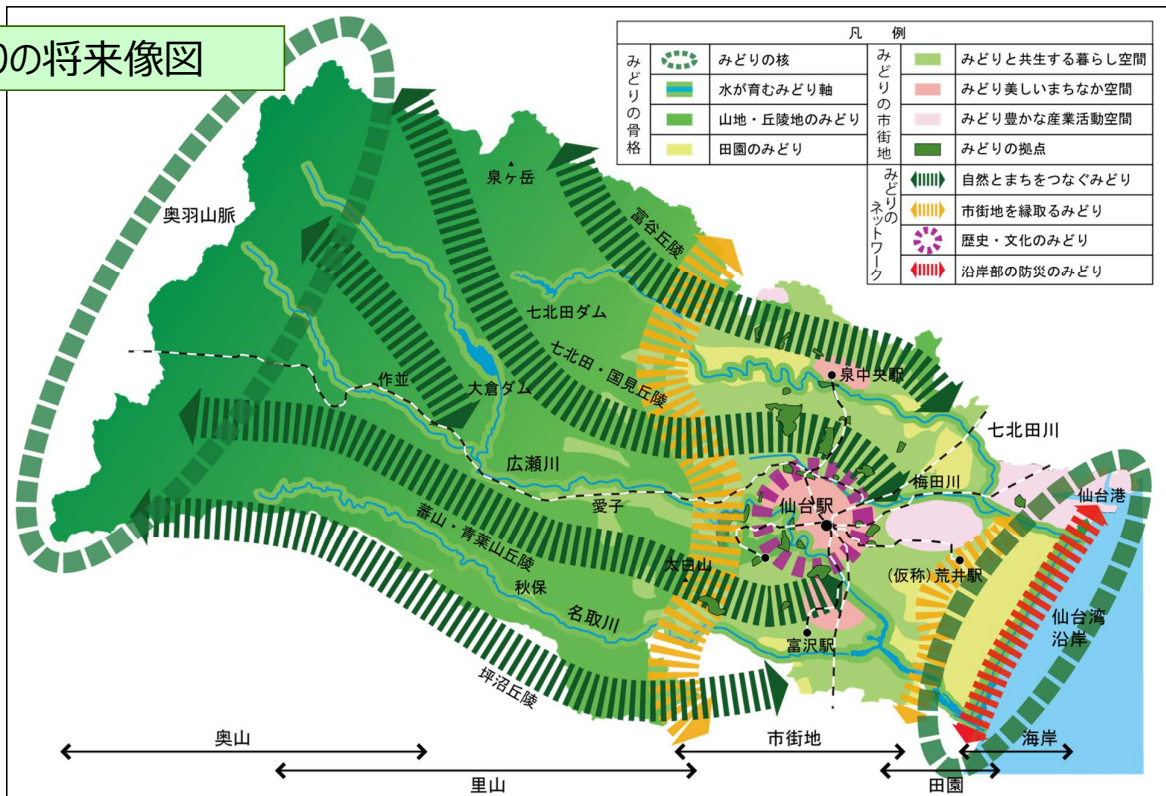 の将来像図
凡 例
みどりの骨格
みどりの核
水が育むみどり軸
山地・丘陵地のみどり
田園のみどり
みどりの市街地
みどりと共生する暮らし空間
みどり美しいまちなか空間
みどり豊かな産業活動空間
みどりの拠点
みどりのネットワーク
自然とまちをつなぐみどり
市街地を縁取るみどり
歴史・文化のみどり
沿岸部の防災のみどり
奥羽山脈
泉ヶ岳
富谷丘陵
七北田ダム
七北田・国見丘陵
作並
大倉ダム
泉中央駅
七北田川
広瀬川
愛子
仙台駅
梅田川
仙台港
蕃山・青葉山丘陵
太白山
(仮称)荒井駅
秋保
名取川
富沢駅
仙台湾
沿岸
坪沼丘陵
奥山
市街地
海岸
里山
田園